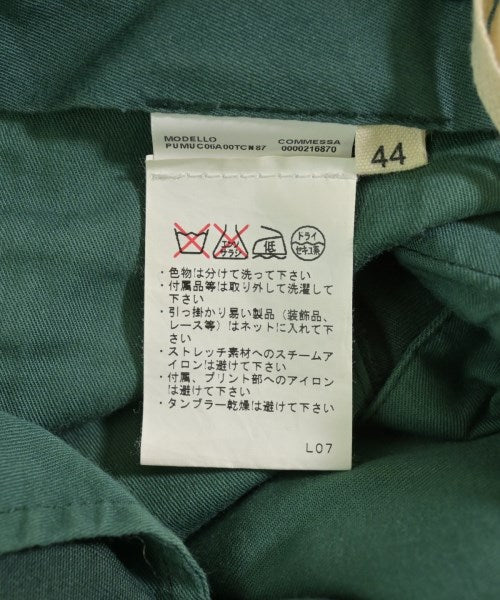 MODELLO COMMESSA
PUMUC06A00TCN87 0000216870
44
エンソ
サラシ
低
ドライ
セキユ系
・色物は分けて洗って下さい
・付属品等は取り外して洗濯して
下さい
・引っ掛かり易い製品（装飾品、
レース等）はネットに入れて下
さい
・ストレッチ素材へのスチームア
イロンは避けて下さい
・付属、プリント部へのアイロン
は避けて下さい
・タンブラー乾燥は避けて下さい
L07